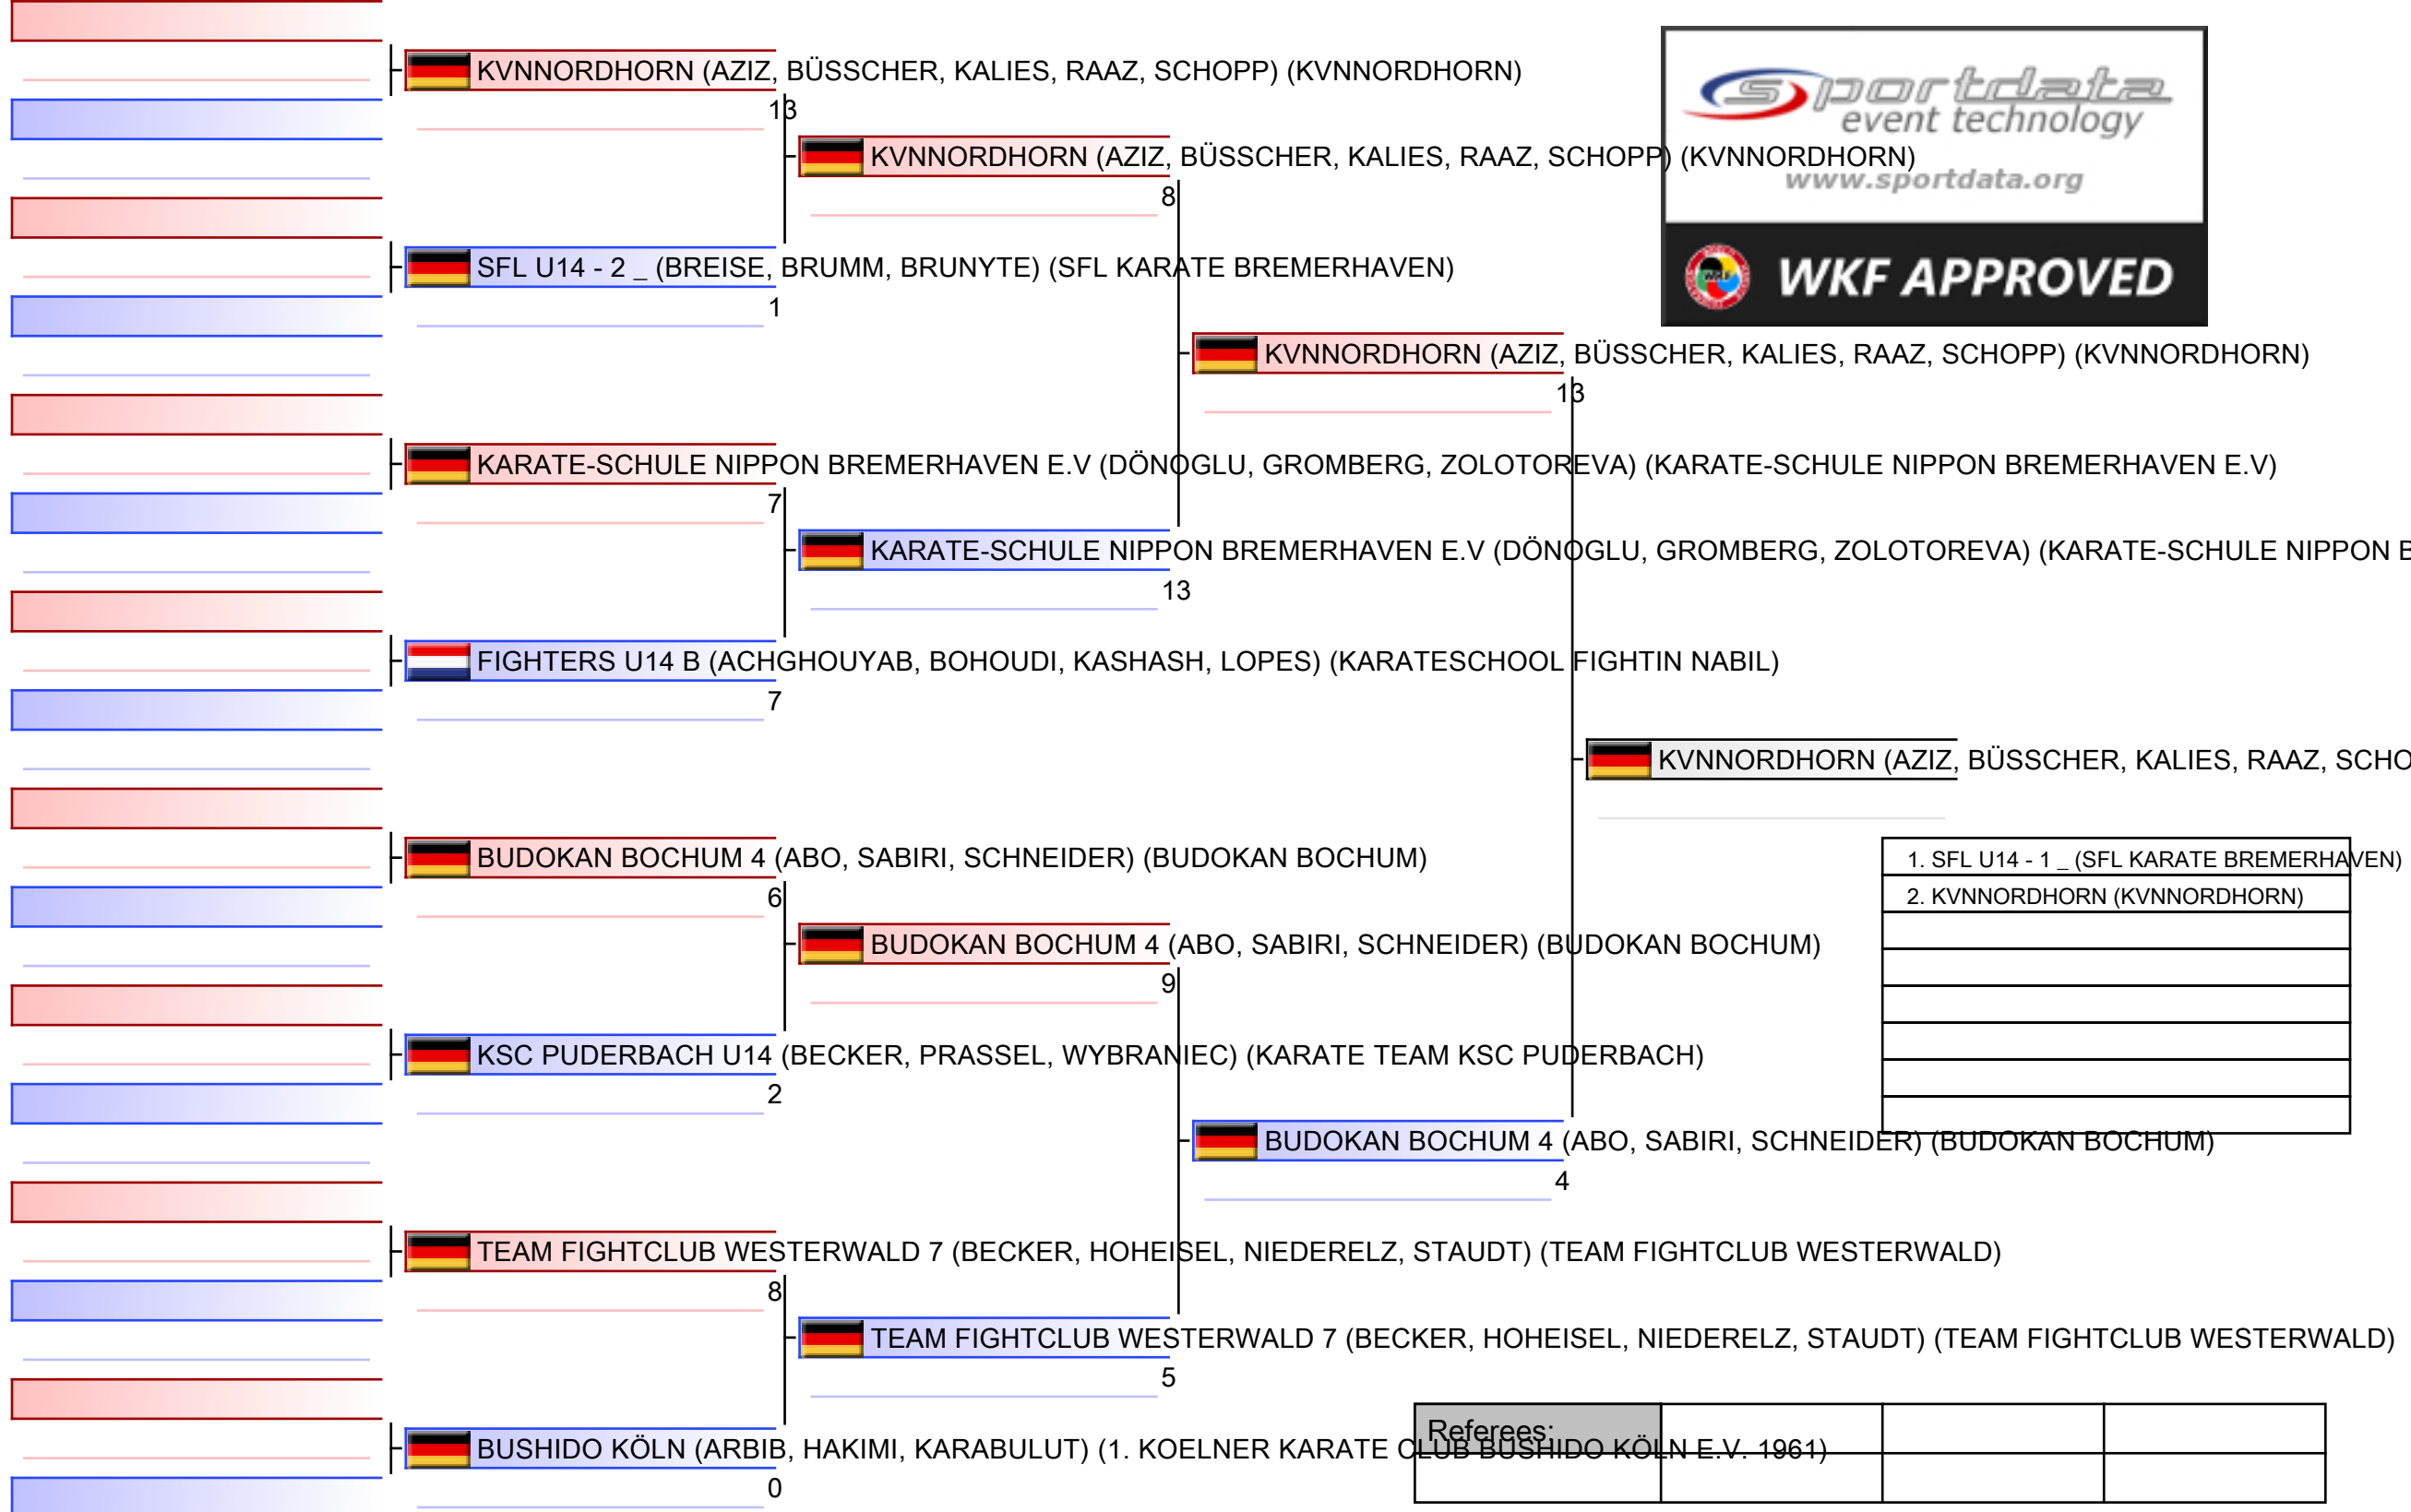 KVNNORDHORN (AZIZ, BÜSSCHER, KALIES, RAAZ, SCHOPP) (KVNNORDHORN)
13
sportdata
event technology
www.sportdata.org
WKF APPROVED
KVNNORDHORN (AZIZ, BÜSSCHER, KALIES, RAAZ, SCHOPP) (KVNNORDHORN)
8
SFL U14 - 2 _ (BREISE, BRUMM, BRUNYTE) (SFL KARATE BREMERHAVEN)
1
KVNNORDHORN (AZIZ, BÜSSCHER, KALIES, RAAZ, SCHOPP) (KVNNORDHORN)
13
KARATE-SCHULE NIPPON BREMERHAVEN E.V (DÖNOGLU, GROMBERG, ZOLOTOREVA) (KARATE-SCHULE NIPPON BREMERHAVEN E.V)
7
KARATE-SCHULE NIPPON BREMERHAVEN E.V (DÖNOGLU, GROMBERG, ZOLOTOREVA) (KARATE-SCHULE NIPPON B
13
FIGHTERS U14 B (ACHGHOUYAB, BOHOUDI, KASHASH, LOPES) (KARATESCHOOL FIGHTIN NABIL)
7
KVNNORDHORN (AZIZ, BÜSSCHER, KALIES, RAAZ, SCHO
BUDOKAN BOCHUM 4 (ABO, SABIRI, SCHNEIDER) (BUDOKAN BOCHUM)
6
1. SFL U14 - 1 _ (SFL KARATE BREMERHAVEN)
2. KVNNORDHORN (KVNNORDHORN)
BUDOKAN BOCHUM 4 (ABO, SABIRI, SCHNEIDER) (BUDOKAN BOCHUM)
9
KSC PUDERBACH U14 (BECKER, PRASSEL, WYBRANIEC) (KARATE TEAM KSC PUDERBACH)
2
BUDOKAN BOCHUM 4 (ABO, SABIRI, SCHNEIDER) (BUDOKAN BOCHUM)
4
TEAM FIGHTCLUB WESTERWALD 7 (BECKER, HOHEISEL, NIEDERELZ, STAUDT) (TEAM FIGHTCLUB WESTERWALD)
8
TEAM FIGHTCLUB WESTERWALD 7 (BECKER, HOHEISEL, NIEDERELZ, STAUDT) (TEAM FIGHTCLUB WESTERWALD)
5
Referees:
BUSHIDO KÖLN (ARBIB, HAKIMI, KARABULUT) (1. KOELNER KARATE CLUB BUSHIDO KÖLN E.V. 1961)
0